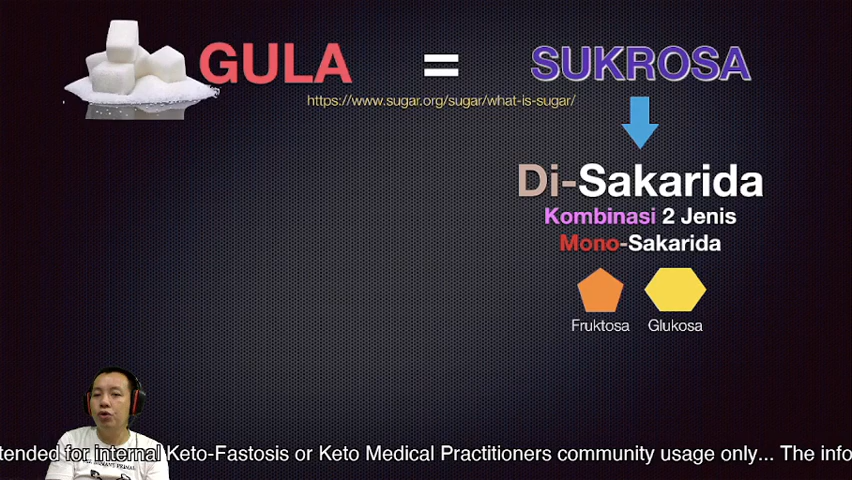 GULA = SUKROSA
https://www.sugar.org/sugar/what-is-sugar/
Di-Sakarida
Kombinasi 2 Jenis
Mono-Sakarida
Fruktosa Glukosa
tended for internal Keto-Fastosis or Keto Medical Practitioners community usage only... The info